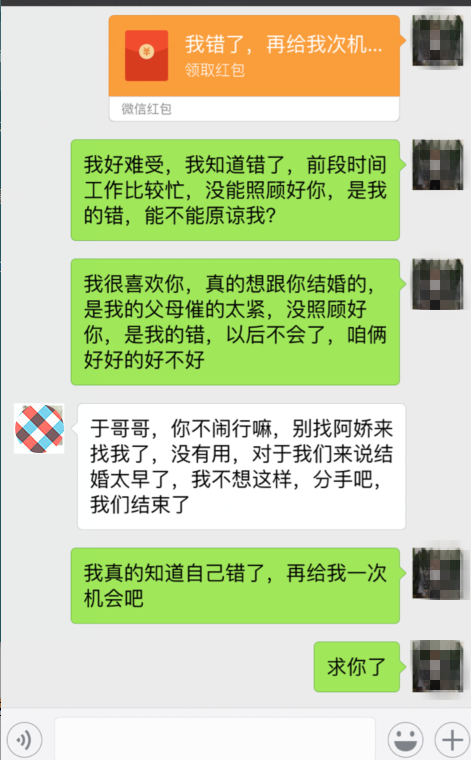 我错了，再给我次机...
领取红包
微信红包
我好难受，我知道错了，前段时间
工作比较忙，没能照顾好你，是我
的错，能不能原谅我？
我很喜欢你，真的想跟你结婚的，
是我的父母催的太紧，没照顾好
你，是我的错，以后不会了，咱俩
好好的好不好
于哥哥，你不闹行嘛，别找阿娇来
找我了，没有用，对于我们来说结
婚太早了，我不想这样，分手吧，
我们结束了
我真的知道自己错了，再给我一次
机会吧
求你了